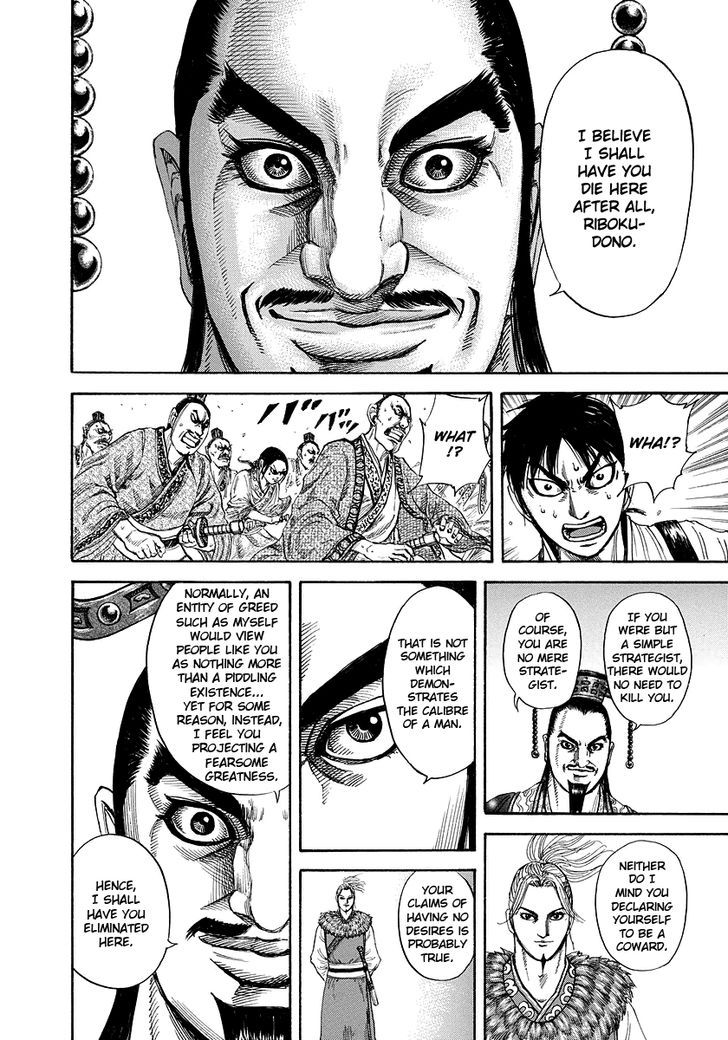 I BELIEVE
I SHALL
HAVE YOU
DIE HERE
AFTER ALL,
RIBOKU-
DONO.
WHA!?
WHAT
!?
バババッ
IF YOU
WERE BUT A
SIMPLE
STRATEGIST,
THERE WOULD
NO NEED TO
KILL YOU.
OF
COURSE,
YOU ARE
NO MERE
STRATE-
GIST.
NEITHER
DO I
MIND YOU
DECLARING
YOURSELF
TO BE A
COWARD.
THAT IS NOT
SOMETHING
WHICH
DEMON-
STRATES
THE CALIBRE
OF A MAN.
YOUR
CLAIMS OF
HAVING NO
DESIRES IS
PROBABLY
TRUE.
NORMALLY, AN
ENTITY OF GREED
SUCH AS MYSELF
WOULD VIEW
PEOPLE LIKE YOU
AS NOTHING MORE
THAN A PIDDLING
EXISTENCE...
YET FOR SOME
REASON, INSTEAD,
I FEEL YOU
PROJECTING A
FEARSOME
GREATNESS.
HENCE,
I SHALL
HAVE YOU
ELIMINATED
HERE.